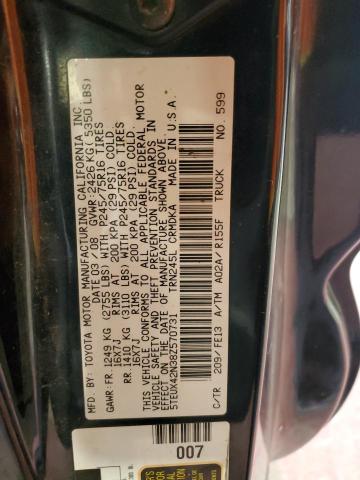 MFD. BY: TOYOTA MOTOR MANUFACTURING CALIFORNIA INC.
DATE: 03 / 08 GVWR: 2426 KG ( 5350 LBS)
GAWR: FR 1249 KG (2755 LBS) WITH P245/75R16 TIRES
16X7J RIMS AT 200 KPA (29 PSI) COLD
RR 1410 KG (3110 LBS) WITH P245/75R16 TIRES
16X7J RIMS AT 200 KPA (29 PSI) COLD
THIS VEHICLE CONFORMS TO ALL APPLICABLE FEDERAL MOTOR
VEHICLE SAFETY AND THEFT PREVENTION STANDARDS IN
EFFECT ON THE DATE OF MANUFACTURE SHOWN ABOVE.
5TEUX42N38Z570731 TRUCK
TRN245L CRMDKA MADE IN U.S.A.
C/TR 209 / FE13 A/TM A02A / R155F NO. 599
007